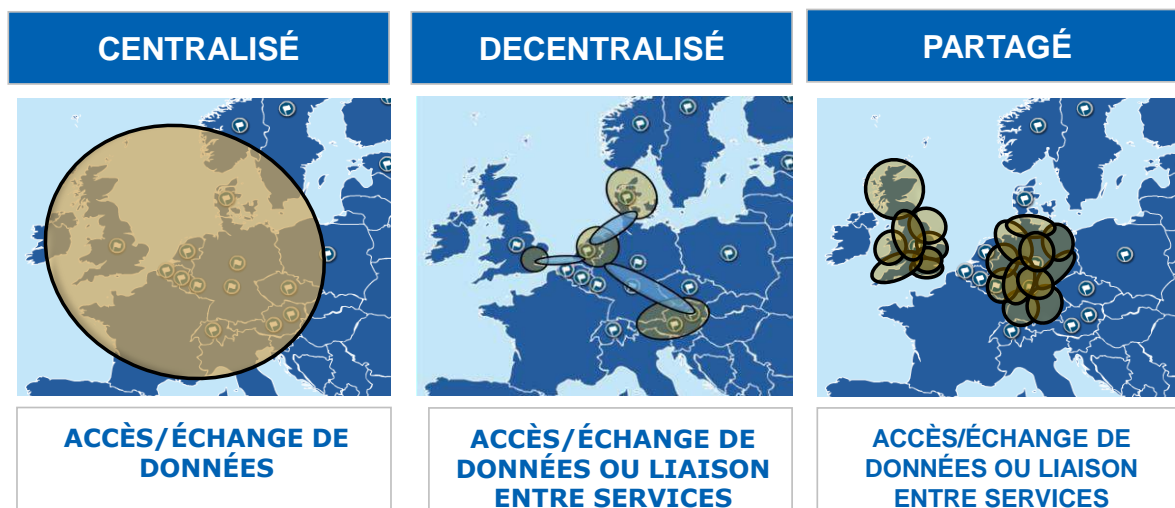 CENTRALISÉ
DECENTRALISÉ
PARTAGÉ
ACCÈS/ÉCHANGE DE
DONNÉES
ACCÈS/ÉCHANGE DE
DONNÉES OU LIAISON
ENTRE SERVICES
ACCÈS/ÉCHANGE DE
DONNÉES OU LIAISON
ENTRE SERVICES